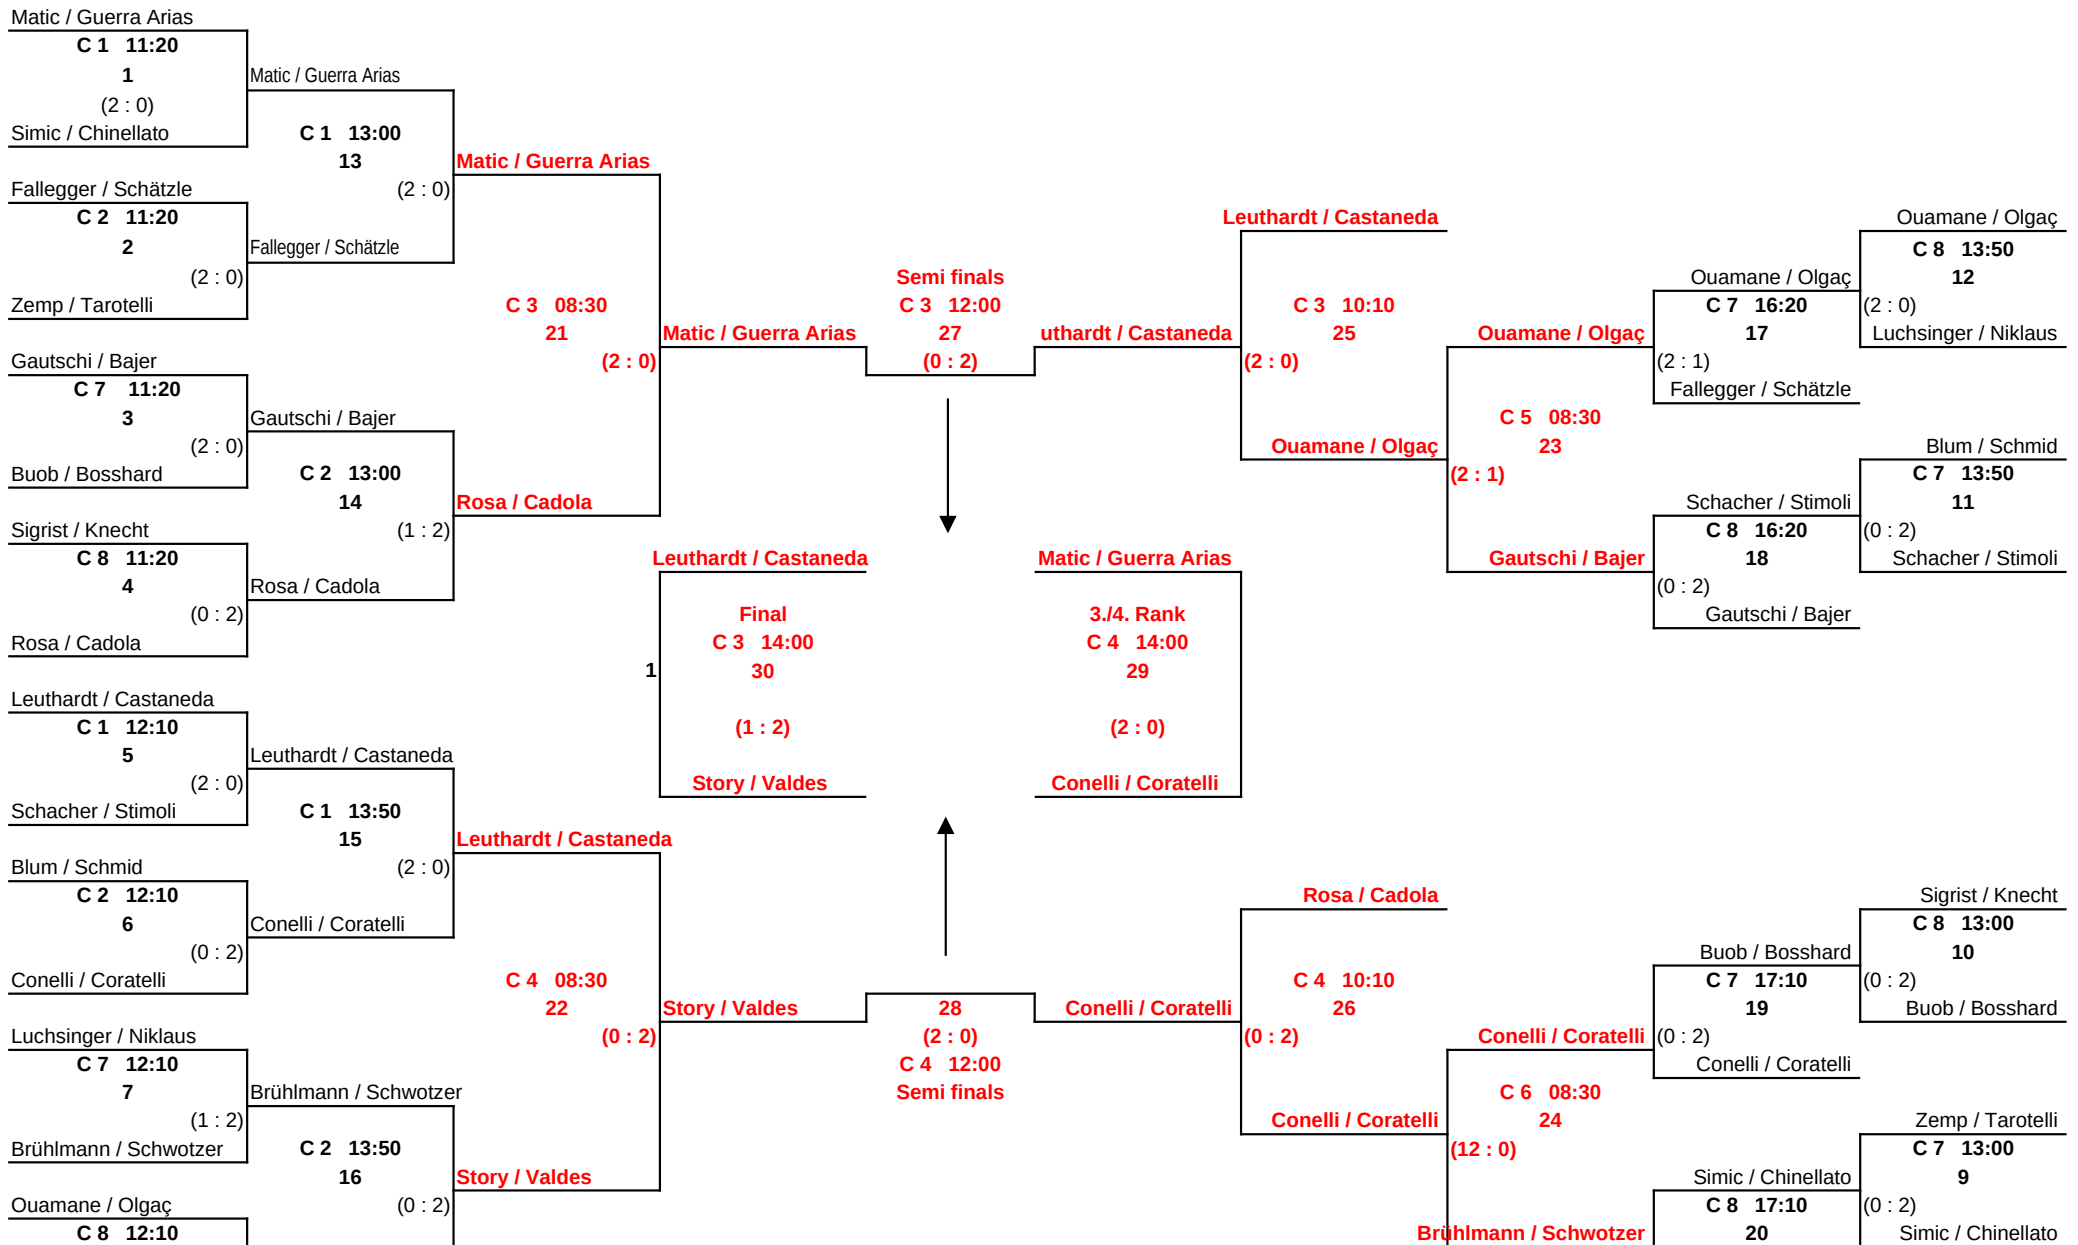 Matic / Guerra Arias
C 1 11:20
1
Matic / Guerra Arias
(2 : 0)
Simic / Chinellato
C 1 13:00
13
Matic / Guerra Arias
Fallegger / Schätzle
(2 : 0)
C 2 11:20
2
Fallegger / Schätzle
(2 : 0)
Zemp / Tarotelli
C 3 08:30
21
Matic / Guerra Arias
(2 : 0)
Gautschi / Bajer
C 7 11:20
3
Gautschi / Bajer
(2 : 0)
Buob / Bosshard
C 2 13:00
14
Rosa / Cadola
Sigrist / Knecht
(1 : 2)
C 8 11:20
4
Rosa / Cadola
(0 : 2)
Rosa / Cadola
Leuthardt / Castaneda
C 1 12:10
5
Leuthardt / Castaneda
(2 : 0)
Schacher / Stimoli
C 1 13:50
15
Leuthardt / Castaneda
Blum / Schmid
(2 : 0)
C 2 12:10
6
Conelli / Coratelli
(0 : 2)
Conelli / Coratelli
C 4 08:30
22
Story / Valdes
(0 : 2)
Luchsinger / Niklaus
C 7 12:10
7
Brühlmann / Schwotzer
(1 : 2)
Brühlmann / Schwotzer
C 2 13:50
16
Story / Valdes
Ouamane / Olgaç
(0 : 2)
C 8 12:10
Semi finals
C 3 12:00
27
(0 : 2)
uthardt / Castaneda
Leuthardt / Castaneda
Final
C 3 14:00
1
30
(1 : 2)
Story / Valdes
Matic / Guerra Arias
3./4. Rank
C 4 14:00
29
(2 : 0)
Conelli / Coratelli
28
(2 : 0)
C 4 12:00
Semi finals
Conelli / Coratelli
Leuthardt / Castaneda
C 3 10:10
25
(2 : 0)
Ouamane / Olgaç
Ouamane / Olgaç
C 5 08:30
23
(2 : 1)
Gautschi / Bajer
Ouamane / Olgaç
C 7 16:20
17
(2 : 1)
Fallegger / Schätzle
Schacher / Stimoli
C 8 16:20
18
(0 : 2)
Gautschi / Bajer
Ouamane / Olgaç
C 8 13:50
12
(2 : 0)
Luchsinger / Niklaus
Blum / Schmid
C 7 13:50
11
(0 : 2)
Schacher / Stimoli
Rosa / Cadola
C 4 10:10
26
(0 : 2)
Conelli / Coratelli
Conelli / Coratelli
C 6 08:30
24
(12 : 0)
Brühlmann / Schwotzer
Buob / Bosshard
C 7 17:10
19
(0 : 2)
Conelli / Coratelli
Simic / Chinellato
C 8 17:10
20
Sigrist / Knecht
C 8 13:00
10
(0 : 2)
Buob / Bosshard
Zemp / Tarotelli
C 7 13:00
9
(0 : 2)
Simic / Chinellato